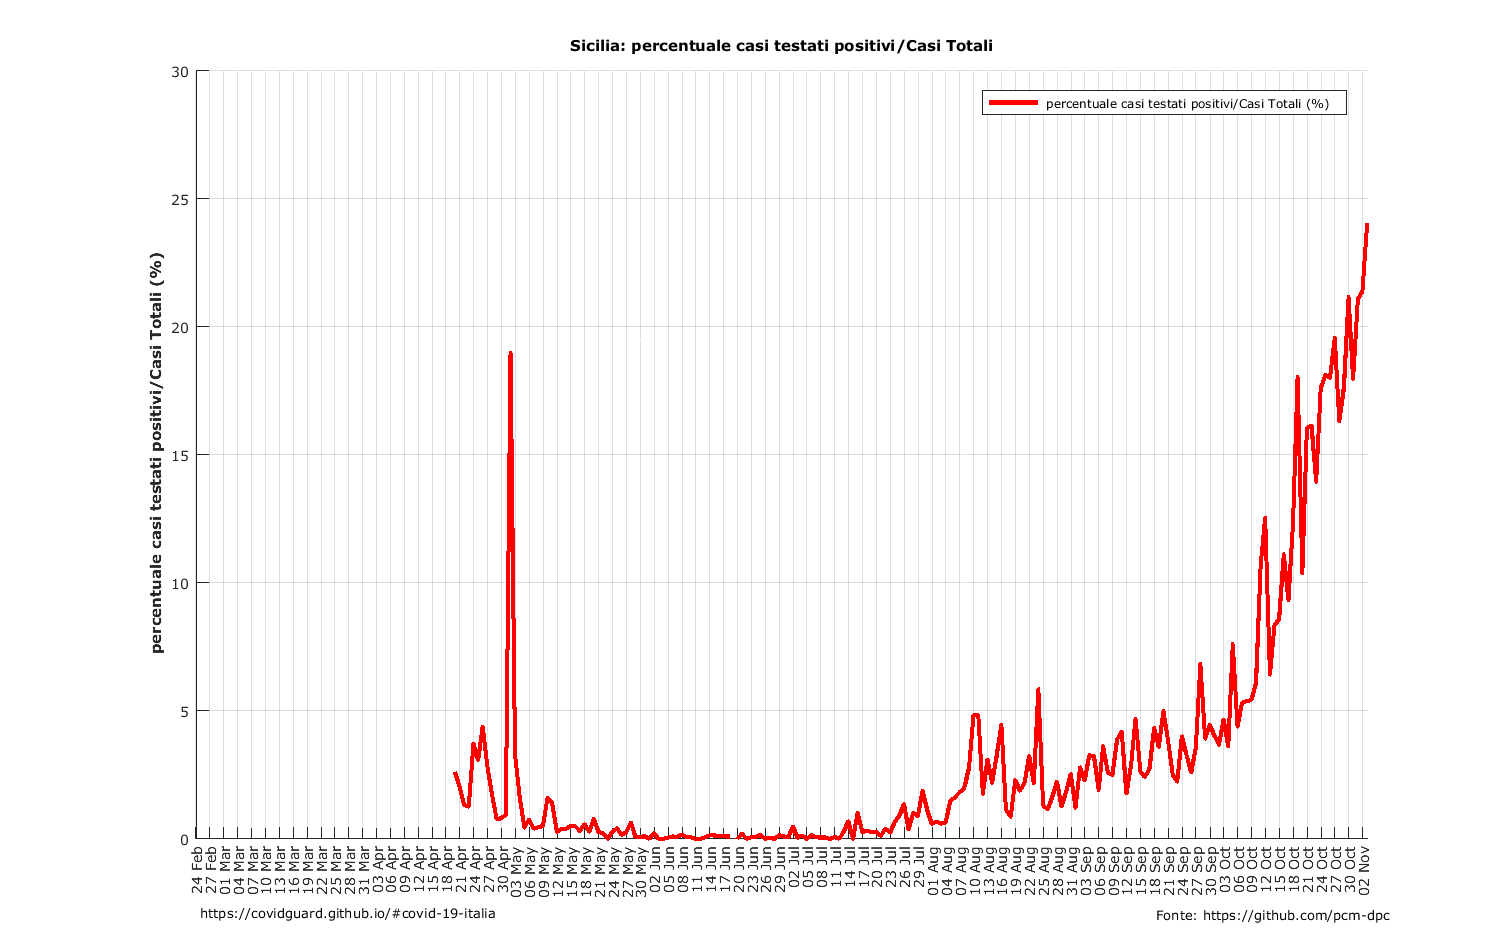 Sicilia: percentuale casi testati positivi/Casi Totali
percentuale casi testati positivi/Casi Totali (%)
percentuale casi testati positivi/Casi Totali (%)
30
25
20
15
10
5
0
24 Feb
27 Feb
01 Mar
04 Mar
07 Mar
10 Mar
13 Mar
16 Mar
19 Mar
22 Mar
25 Mar
28 Mar
31 Mar
03 Apr
06 Apr
09 Apr
12 Apr
15 Apr
18 Apr
21 Apr
24 Apr
27 Apr
30 Apr
03 May
06 May
09 May
12 May
15 May
18 May
21 May
24 May
27 May
30 May
02 Jun
05 Jun
08 Jun
11 Jun
14 Jun
17 Jun
20 Jun
23 Jun
26 Jun
29 Jun
02 Jul
05 Jul
08 Jul
11 Jul
14 Jul
17 Jul
20 Jul
23 Jul
26 Jul
29 Jul
01 Aug
04 Aug
07 Aug
10 Aug
13 Aug
16 Aug
19 Aug
22 Aug
25 Aug
28 Aug
31 Aug
03 Sep
06 Sep
09 Sep
12 Sep
15 Sep
18 Sep
21 Sep
24 Sep
27 Sep
30 Sep
03 Oct
06 Oct
09 Oct
12 Oct
15 Oct
18 Oct
21 Oct
24 Oct
27 Oct
30 Oct
02 Nov
https://covidguard.github.io/#covid-19-italia
Fonte: https://github.com/pcm-dpc